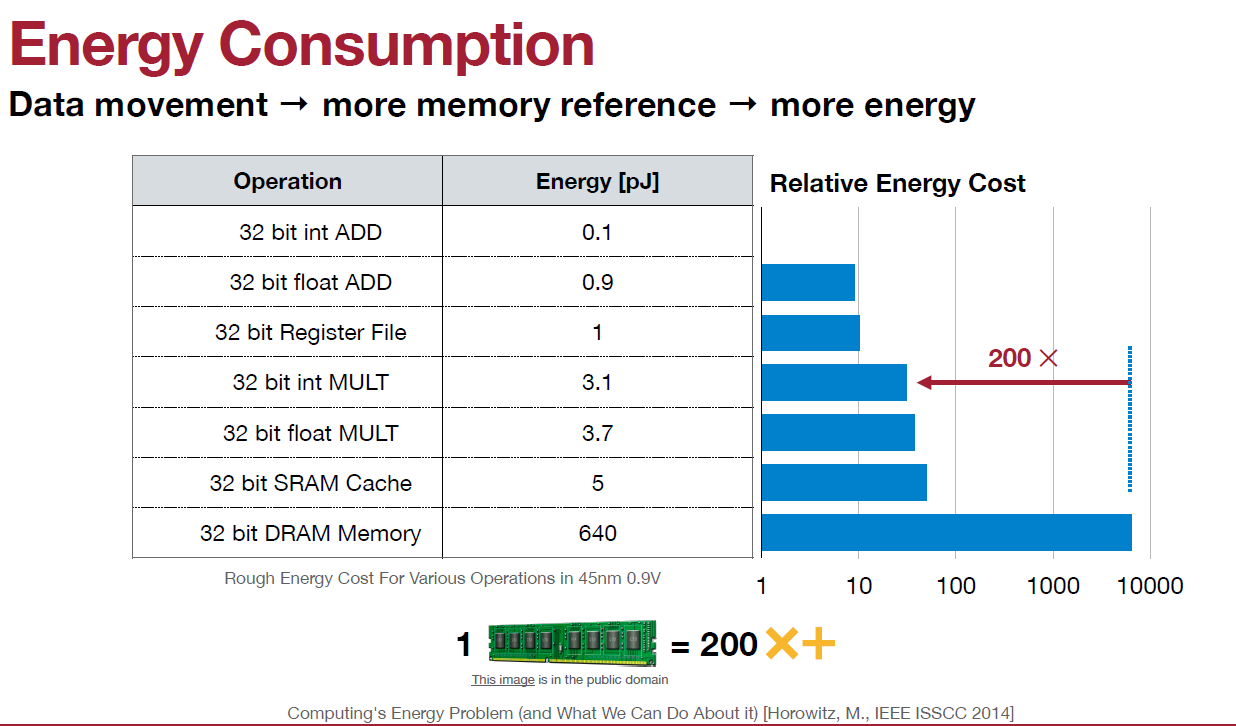 Energy Consumption
Data movement → more memory reference → more energy
Operation Energy [pJ]
32 bit int ADD 0.1
32 bit float ADD 0.9
32 bit Register File 1
32 bit int MULT 3.1
32 bit float MULT 3.7
32 bit SRAM Cache 5
32 bit DRAM Memory 640
Rough Energy Cost For Various Operations in 45nm 0.9V
Relative Energy Cost
200 ×
1 10 100 1000 10000
1 = 200 ×+
This image is in the public domain
Computing's Energy Problem (and What We Can Do About it) [Horowitz, M., IEEE ISSCC 2014]